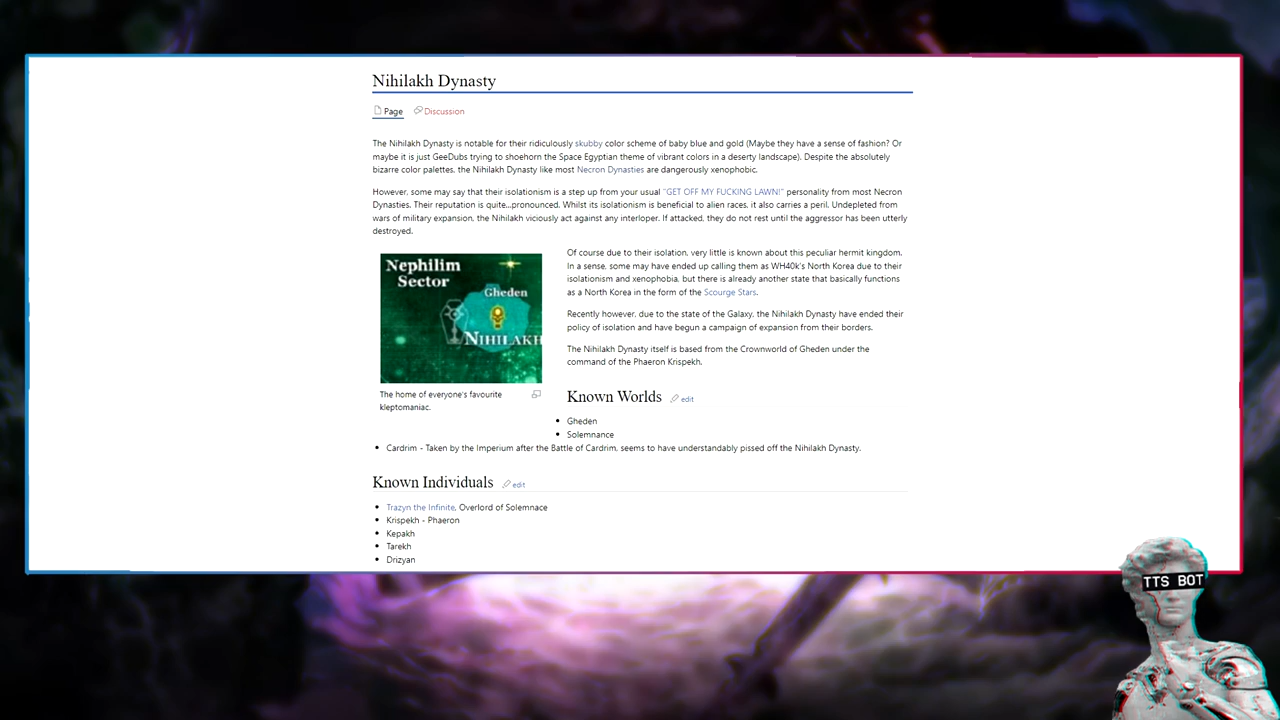 Nihilakh Dynasty
Page
Discussion
The Nihilakh Dynasty is notable for their ridiculously skubby color scheme of baby blue and gold (Maybe they have a sense of fashion? Or
maybe it is just GeeDubs trying to shoehorn the Space Egyptian theme of vibrant colors in a deserty landscape). Despite the absolutely
bizarre color palettes, the Nihilakh Dynasty like most Necron Dynasties are dangerously xenophobic.
However, some may say that their isolationism is a step up from your usual "GET OFF MY FUCKING LAWN!" personality from most Necron
Dynasties. Their reputation is quite...pronounced. Whilst its isolationism is beneficial to alien races, it also carries a peril. Undepleted from
wars of military expansion, the Nihilakh viciously act against any interloper. If attacked, they do not rest until the aggressor has been utterly
destroyed.
Nephilim
Sector
Gheden
NIHILAKH
The home of everyone's favourite
kleptomaniac.
Of course due to their isolation, very little is known about this peculiar hermit kingdom.
In a sense, some may have ended up calling them as WH40k's North Korea due to their
isolationism and xenophobia, but there is already another state that basically functions
as a North Korea in the form of the Scourge Stars.
Recently however, due to the state of the Galaxy, the Nihilakh Dynasty have ended their
policy of isolation and have begun a campaign of expansion from their borders.
The Nihilakh Dynasty itself is based from the Crownworld of Gheden under the
command of the Phaeron Krispekh.
Known Worlds edit
• Gheden
• Solemnance
• Cardrim - Taken by the Imperium after the Battle of Cardrim, seems to have understandably pissed off the Nihilakh Dynasty.
Known Individuals edit
• Trazyn the Infinite, Overlord of Solemnace
• Krispekh - Phaeron
• Kepakh
• Tarekh
• Drizyan
TTS BOT